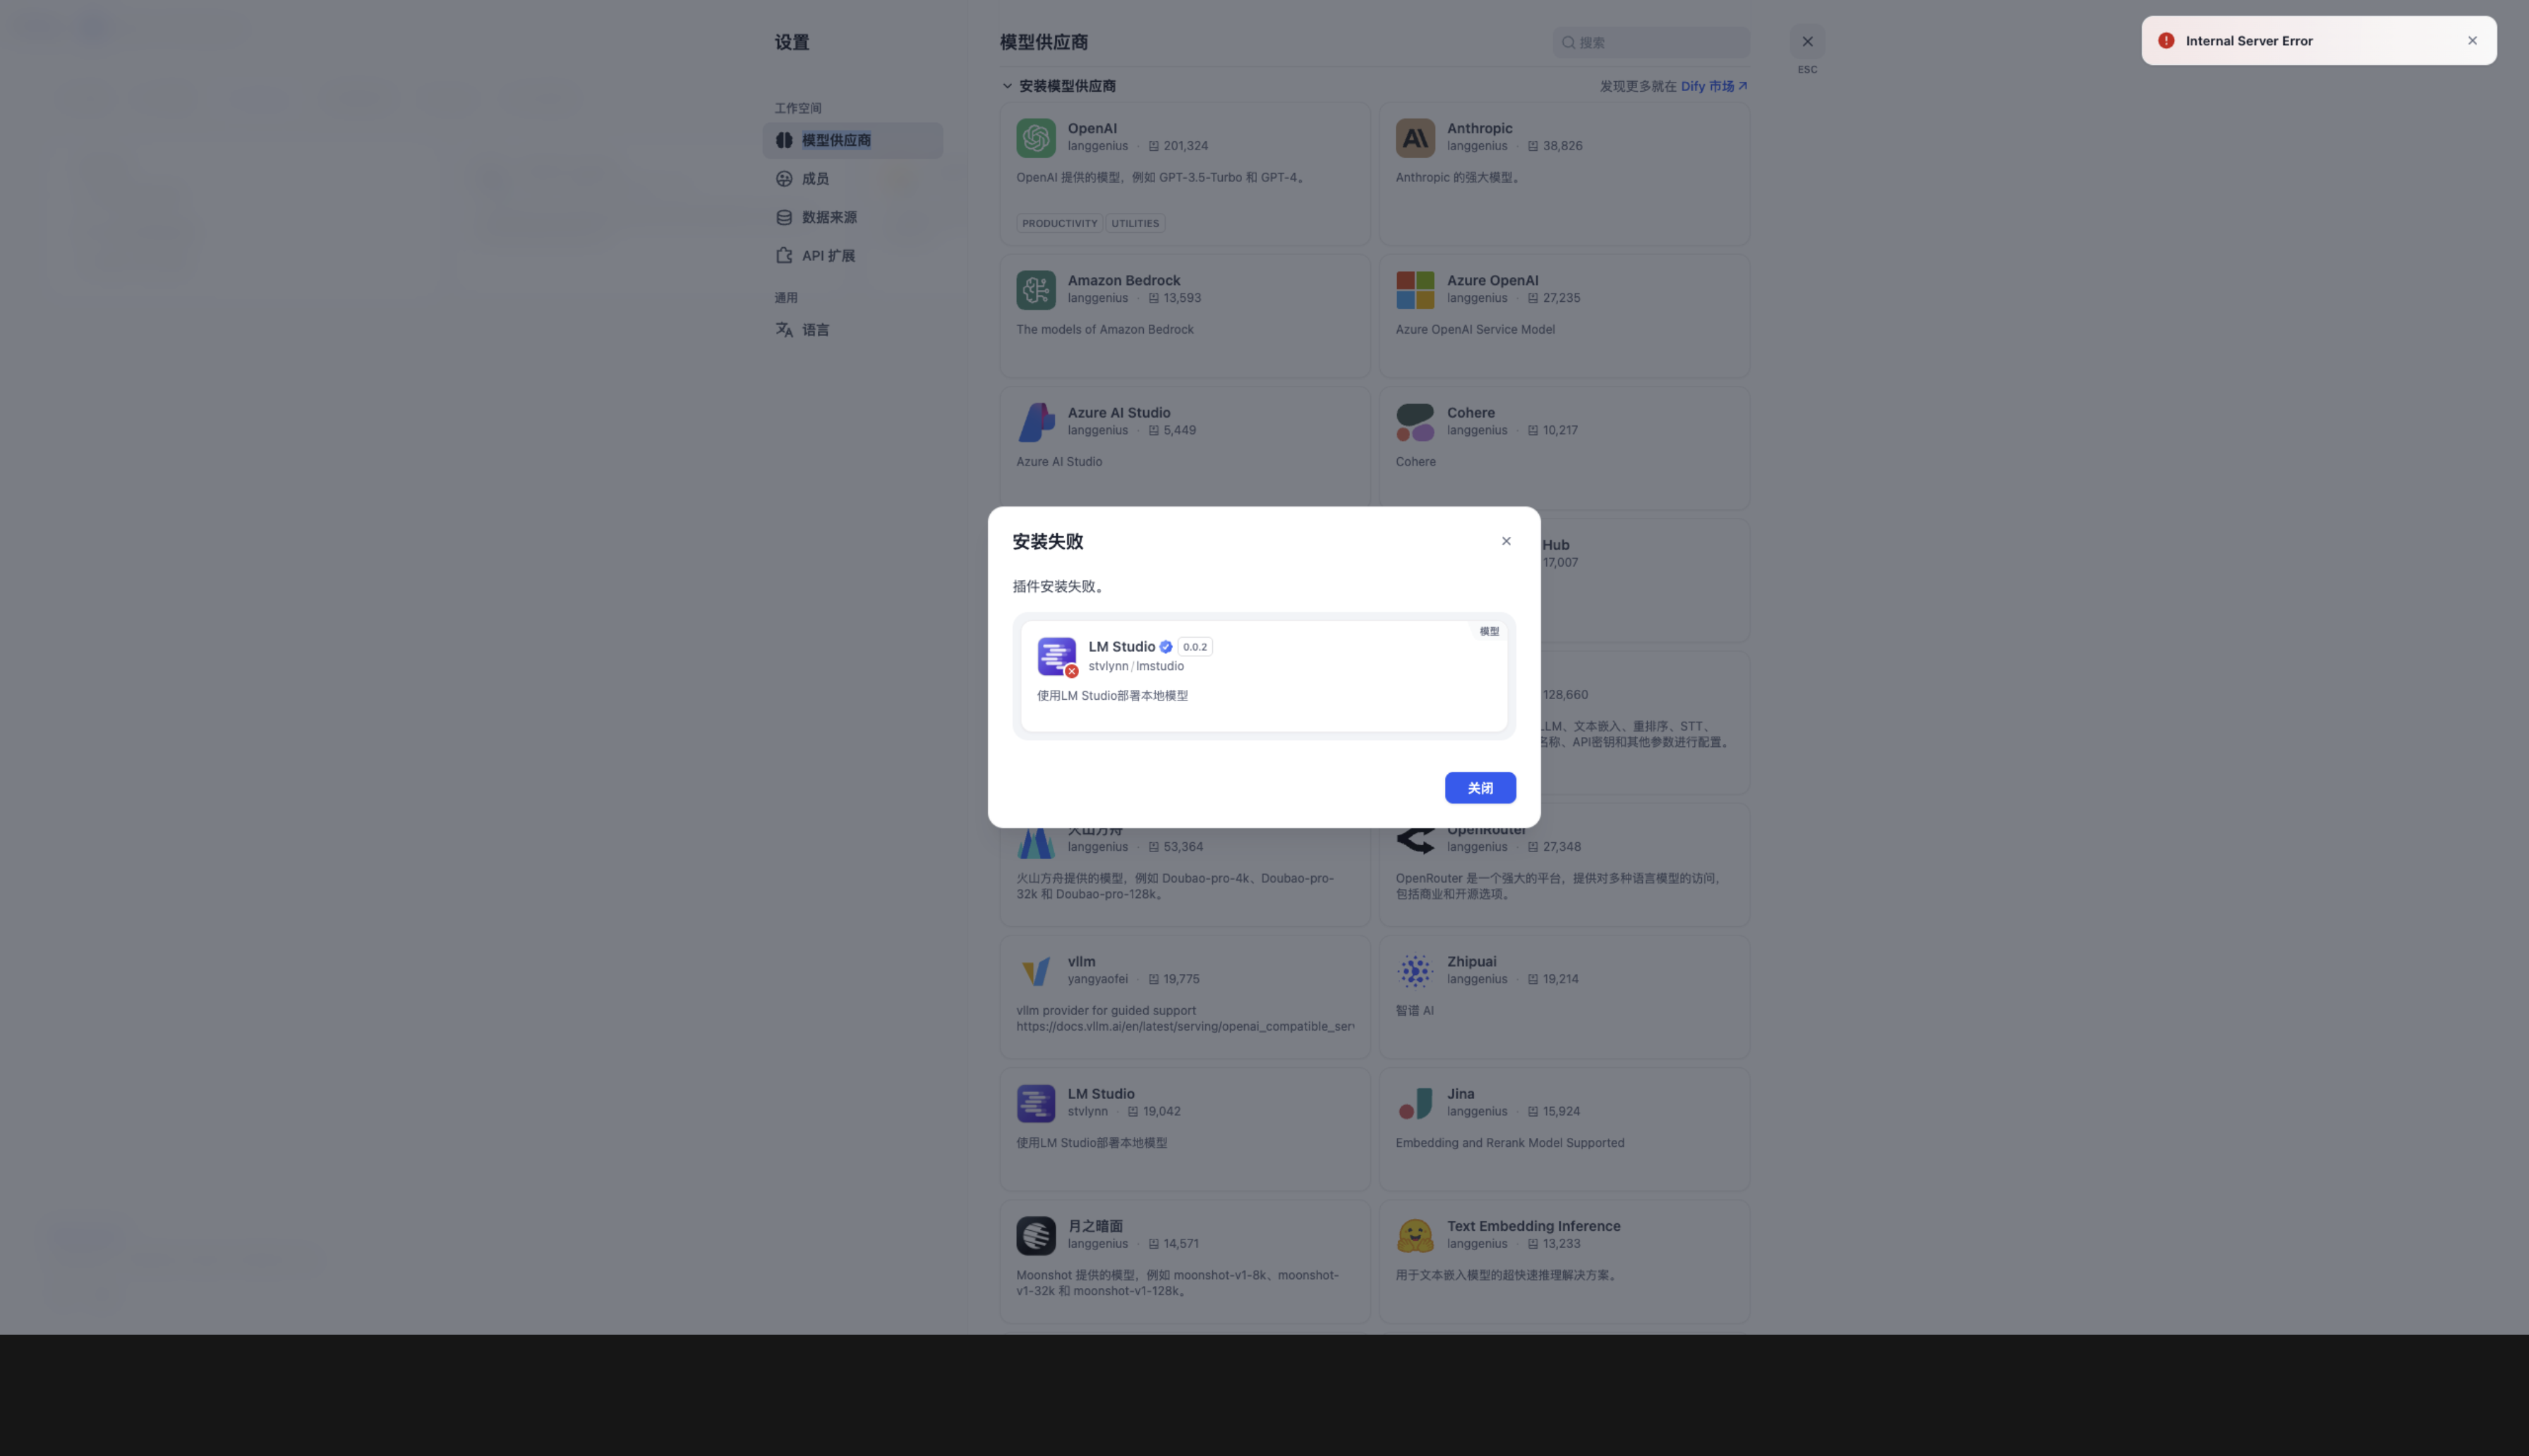 设置
工作空间
模型供应商
成员
数据来源
API 扩展
通用
语言
模型供应商
搜索
ESC
Internal Server Error
安装模型供应商
发现更多就在 Dify 市场
OpenAI
langgenius · 201,324
OpenAI 提供的模型，例如 GPT-3.5-Turbo 和 GPT-4。
PRODUCTIVITY UTILITIES
Anthropic
langgenius · 38,826
Anthropic 的强大模型。
Amazon Bedrock
langgenius · 13,593
The models of Amazon Bedrock
Azure OpenAI
langgenius · 27,235
Azure OpenAI Service Model
Azure AI Studio
langgenius · 5,449
Azure AI Studio
Cohere
langgenius · 10,217
Cohere
Hub
17,007
128,660
LLM、文本嵌入、重排序、STT、
名称、API密钥和其他参数进行配置。
安装失败
插件安装失败。
模型
LM Studio 0.0.2
stvlynn / lmstudio
使用LM Studio部署本地模型
关闭
火山方舟
langgenius · 53,364
火山方舟提供的模型，例如 Doubao-pro-4k、Doubao-pro-
32k 和 Doubao-pro-128k。
OpenRouter
langgenius · 27,348
OpenRouter 是一个强大的平台，提供对多种语言模型的访问，
包括商业和开源选项。
vllm
yangyaofei · 19,775
vllm provider for guided support
https://docs.vllm.ai/en/latest/serving/openai_compatible_serv
Zhipuai
langgenius · 19,214
智谱 AI
LM Studio
stvlynn · 19,042
使用LM Studio部署本地模型
Jina
langgenius · 15,924
Embedding and Rerank Model Supported
月之暗面
langgenius · 14,571
Moonshot 提供的模型，例如 moonshot-v1-8k、moonshot-
v1-32k 和 moonshot-v1-128k。
Text Embedding Inference
langgenius · 13,233
用于文本嵌入模型的超快速推理解决方案。